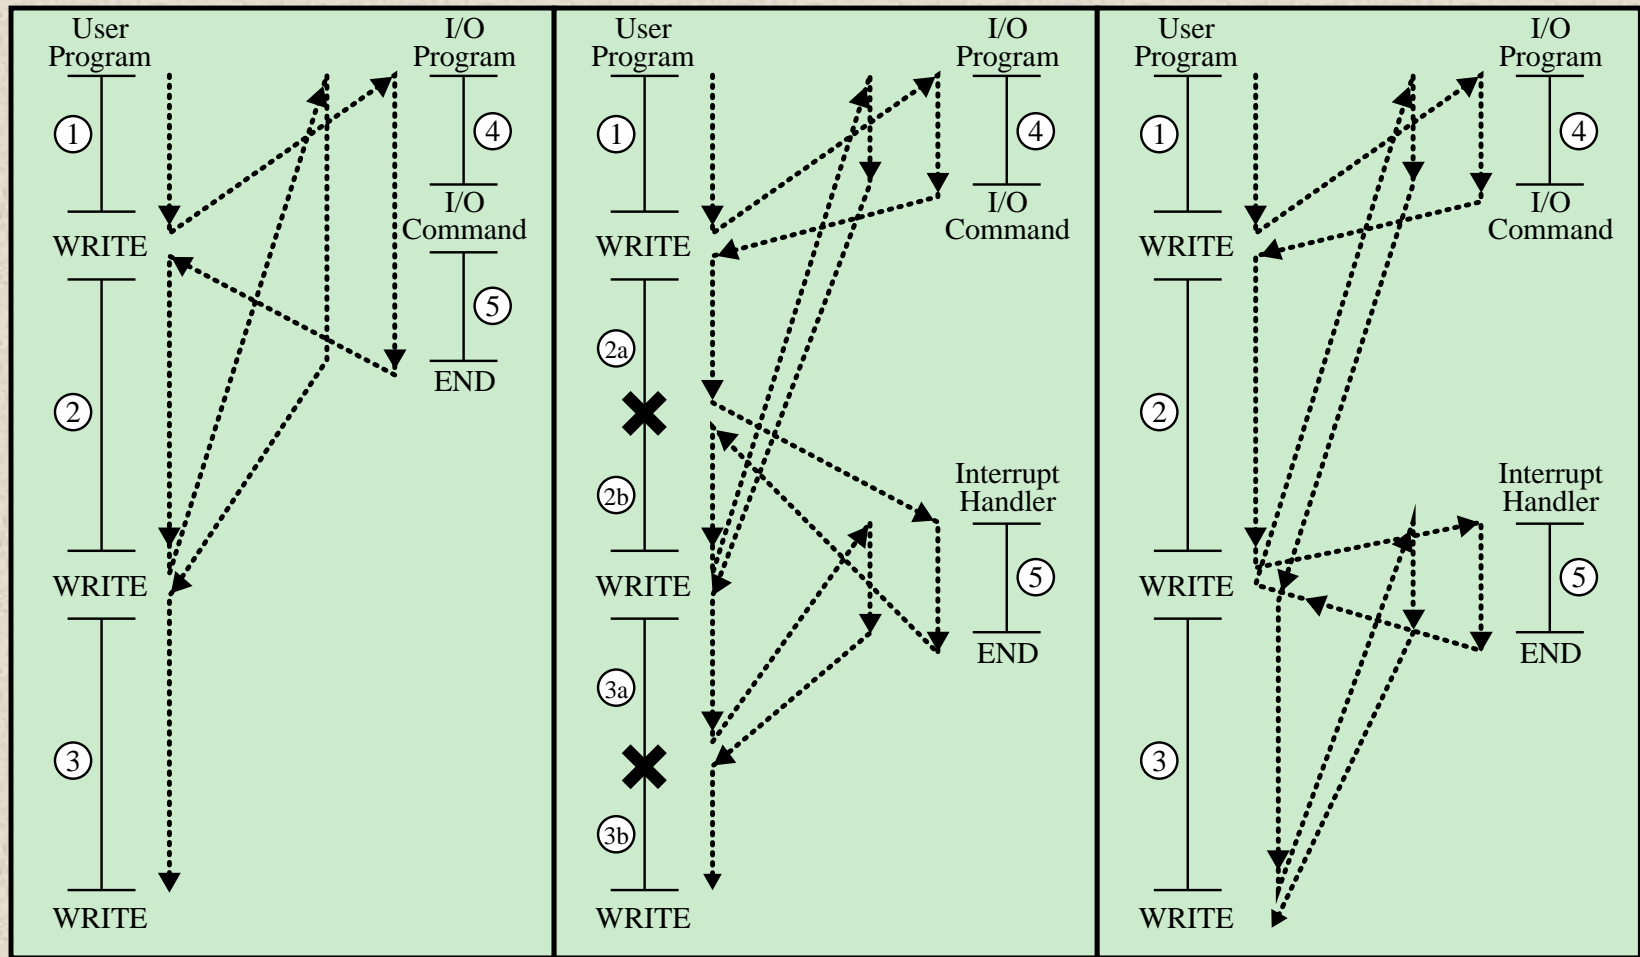 User
Program
I/O
Program
1
4
WRITE
I/O
Command
5
END
2
WRITE
3
WRITE
User
Program
I/O
Program
1
4
WRITE
I/O
Command
2a
2b
Interrupt
Handler
WRITE
5
END
3a
3b
WRITE
User
Program
I/O
Program
1
4
WRITE
I/O
Command
2
Interrupt
Handler
WRITE
5
END
3
WRITE